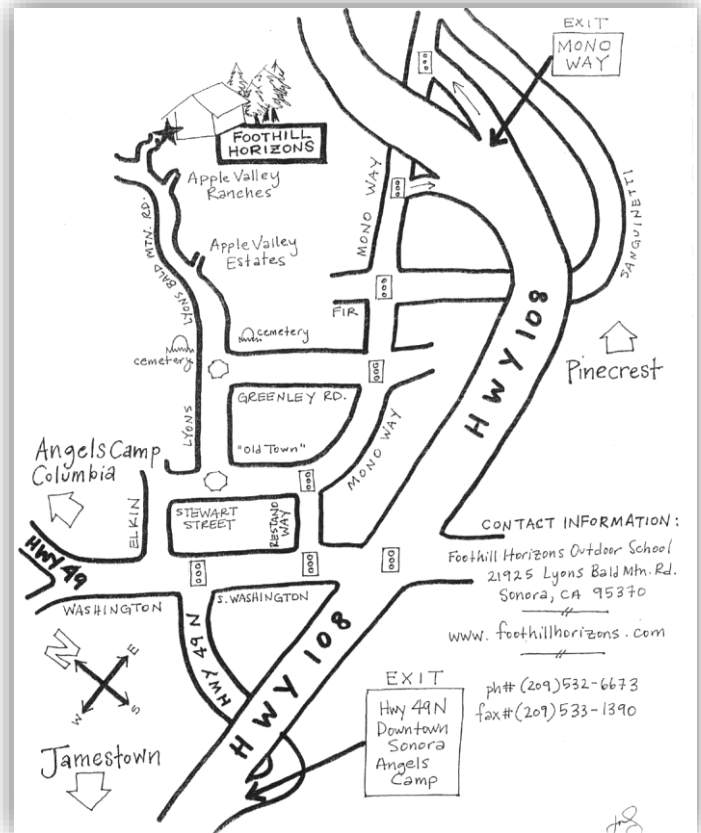 EXIT
MONO
WAY
FOOTHILL
HORIZONS
Apple Valley
Ranches
MONO WAY
SANGUINETTI
LYONS BALD MTN. RD.
Apple Valley
Estates
FIR
cemetery
cemetery
HWY 108
Pinecrest
GREENLEY RD.
LYONS
"Old Town"
MONO WAY
Angels Camp
Columbia
ELKIN
STEWART
STREET
RESTANO
WAY
HWY 49
WASHINGTON
S. WASHINGTON
HWY 49 N
HWY 108
CONTACT INFORMATION:
Foothill Horizons Outdoor School
21925 Lyons Bald Mtn. Rd.
Sonora, CA 95370
www.foothillhorizons.com
ph# (209) 532-6673
fax# (209) 533-1390
N
E
W
S
Jamestown
EXIT
Hwy 49N
Downtown
Sonora
Angels
Camp